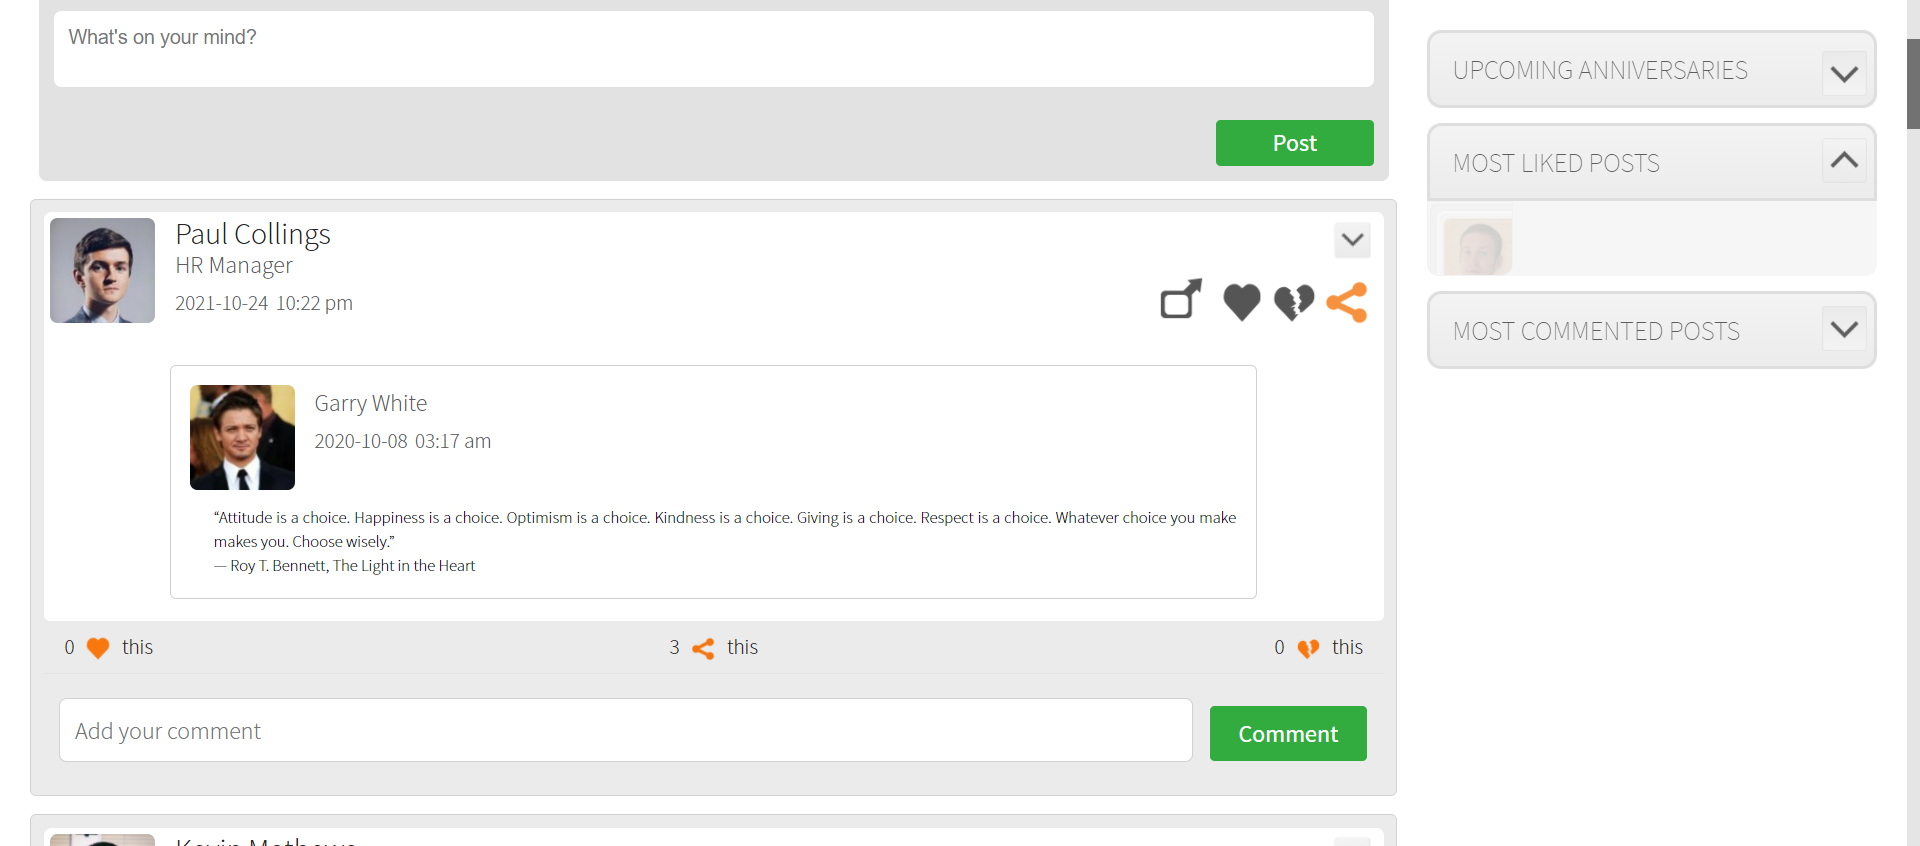 What's on your mind?
Post
Paul Collings
HR Manager
2021-10-24 10:22 pm
Garry White
2020-10-08 03:17 am
“Attitude is a choice. Happiness is a choice. Optimism is a choice. Kindness is a choice. Giving is a choice. Respect is a choice. Whatever choice you make
makes you. Choose wisely.”
— Roy T. Bennett, The Light in the Heart
0 this
3 this
0 this
Add your comment
Comment
Kevin Mathews
UPCOMING ANNIVERSARIES
MOST LIKED POSTS
MOST COMMENTED POSTS